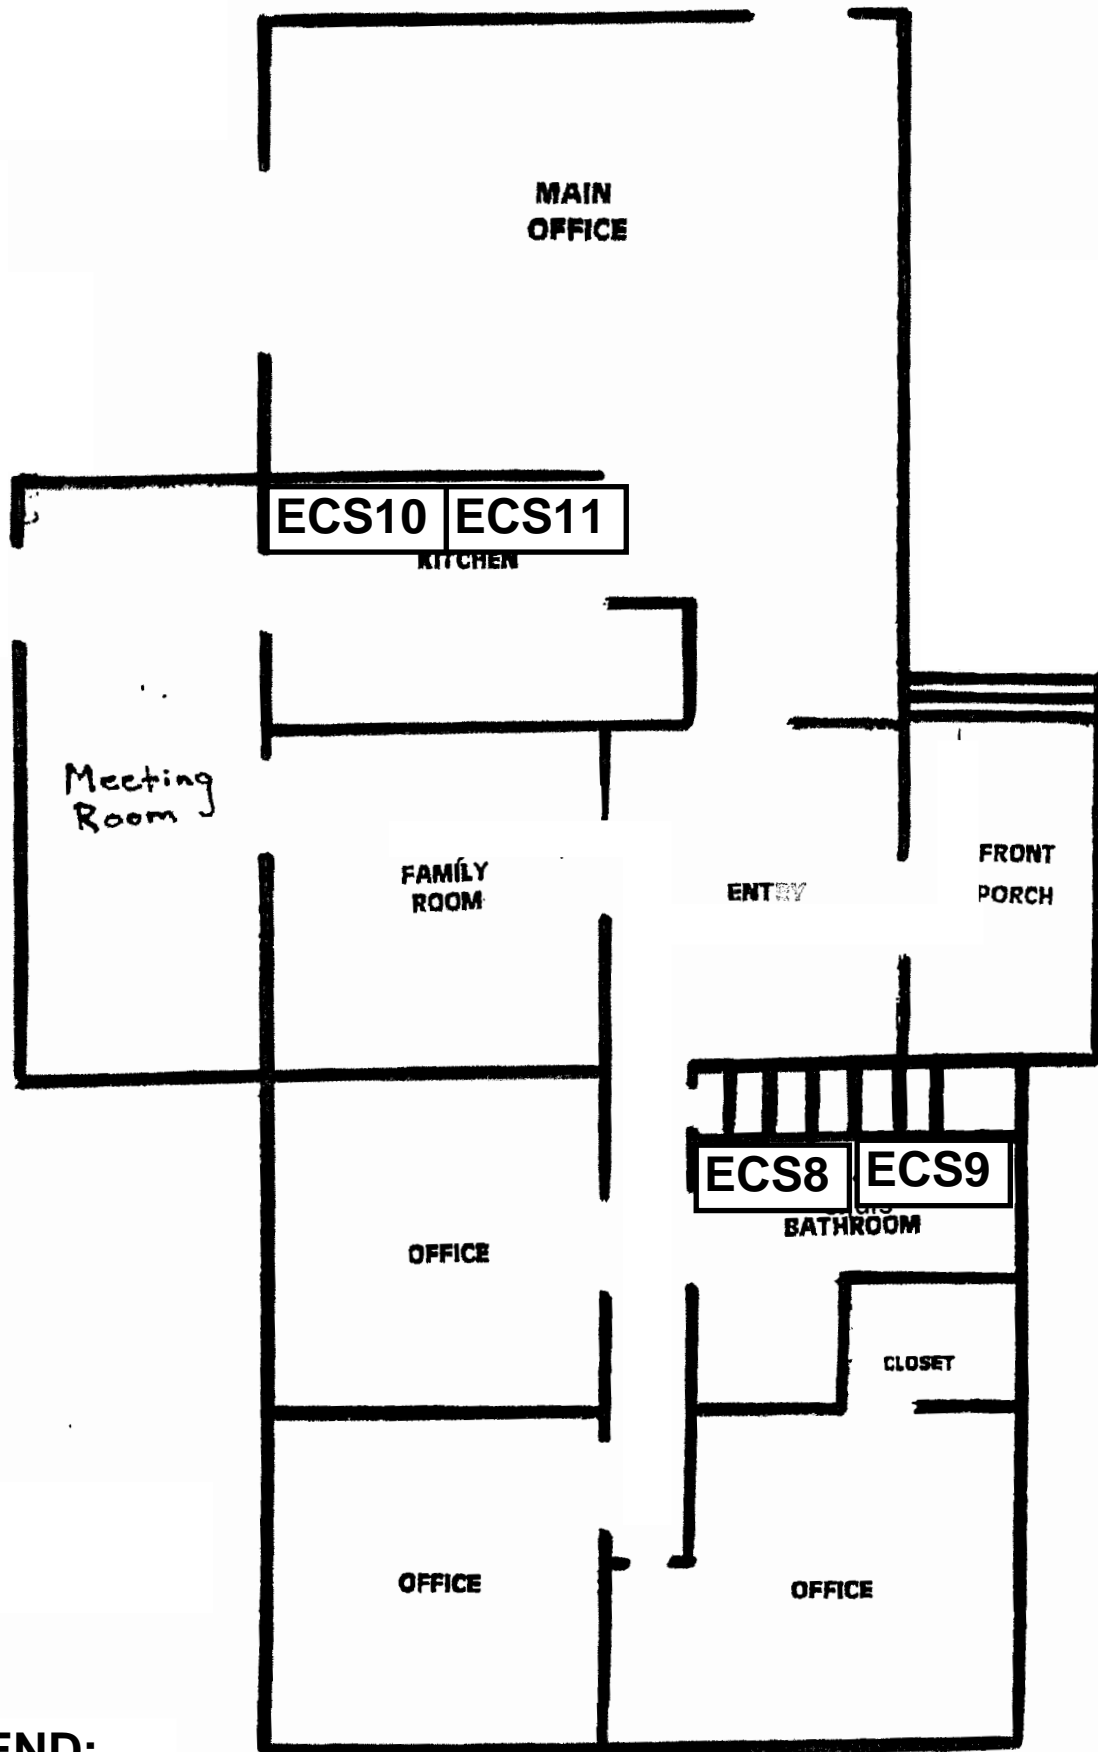 MAIN
OFFICE
ECS10 ECS11
KITCHEN
Meeting
Room
FAMILY
ROOM
ENTRY
FRONT
PORCH
ECS8 ECS9
BATHROOM
OFFICE
CLOSET
OFFICE
OFFICE
END: